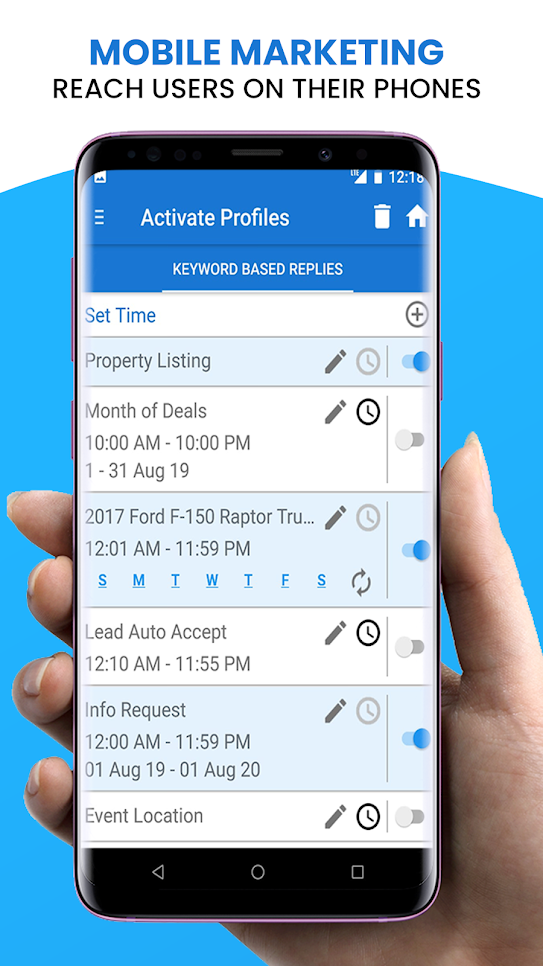 MOBILE MARKETING
REACH USERS ON THEIR PHONES
LTE 12:18
Activate Profiles
KEYWORD BASED REPLIES
Set Time
Property Listing
Month of Deals
10:00 AM - 10:00 PM
1 - 31 Aug 19
2017 Ford F-150 Raptor Tru...
12:01 AM - 11:59 PM
S M T W T F S
Lead Auto Accept
12:10 AM - 11:55 PM
Info Request
12:00 AM - 11:59 PM
01 Aug 19 - 01 Aug 20
Event Location